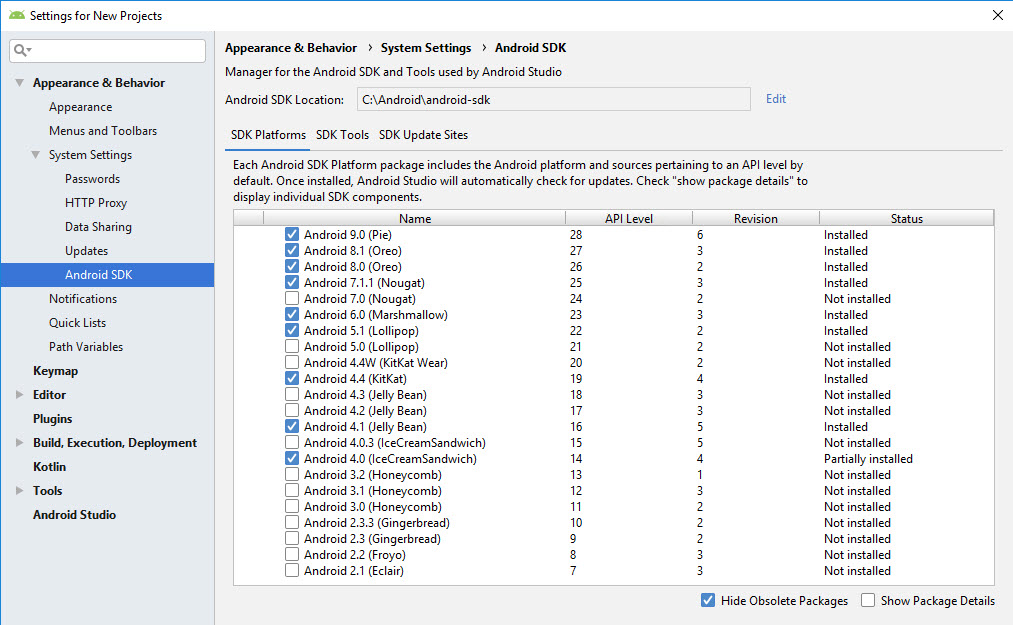 Settings for New Projects
Appearance & Behavior
Appearance
Menus and Toolbars
System Settings
Passwords
HTTP Proxy
Data Sharing
Updates
Android SDK
Notifications
Quick Lists
Path Variables
Keymap
Editor
Plugins
Build, Execution, Deployment
Kotlin
Tools
Android Studio
Appearance & Behavior › System Settings › Android SDK
Manager for the Android SDK and Tools used by Android Studio
Android SDK Location: C:\Android\android-sdk Edit
SDK Platforms SDK Tools SDK Update Sites
Each Android SDK Platform package includes the Android platform and sources pertaining to an API level by
default. Once installed, Android Studio will automatically check for updates. Check "show package details" to
display individual SDK components.
Name API Level Revision Status
Android 9.0 (Pie) 28 6 Installed
Android 8.1 (Oreo) 27 3 Installed
Android 8.0 (Oreo) 26 2 Installed
Android 7.1.1 (Nougat) 25 3 Installed
Android 7.0 (Nougat) 24 2 Not installed
Android 6.0 (Marshmallow) 23 3 Installed
Android 5.1 (Lollipop) 22 2 Installed
Android 5.0 (Lollipop) 21 2 Not installed
Android 4.4W (KitKat Wear) 20 2 Not installed
Android 4.4 (KitKat) 19 4 Installed
Android 4.3 (Jelly Bean) 18 3 Not installed
Android 4.2 (Jelly Bean) 17 3 Not installed
Android 4.1 (Jelly Bean) 16 5 Installed
Android 4.0.3 (IceCreamSandwich) 15 5 Not installed
Android 4.0 (IceCreamSandwich) 14 4 Partially installed
Android 3.2 (Honeycomb) 13 1 Not installed
Android 3.1 (Honeycomb) 12 3 Not installed
Android 3.0 (Honeycomb) 11 2 Not installed
Android 2.3.3 (Gingerbread) 10 2 Not installed
Android 2.3 (Gingerbread) 9 2 Not installed
Android 2.2 (Froyo) 8 3 Not installed
Android 2.1 (Eclair) 7 3 Not installed
Hide Obsolete Packages Show Package Details